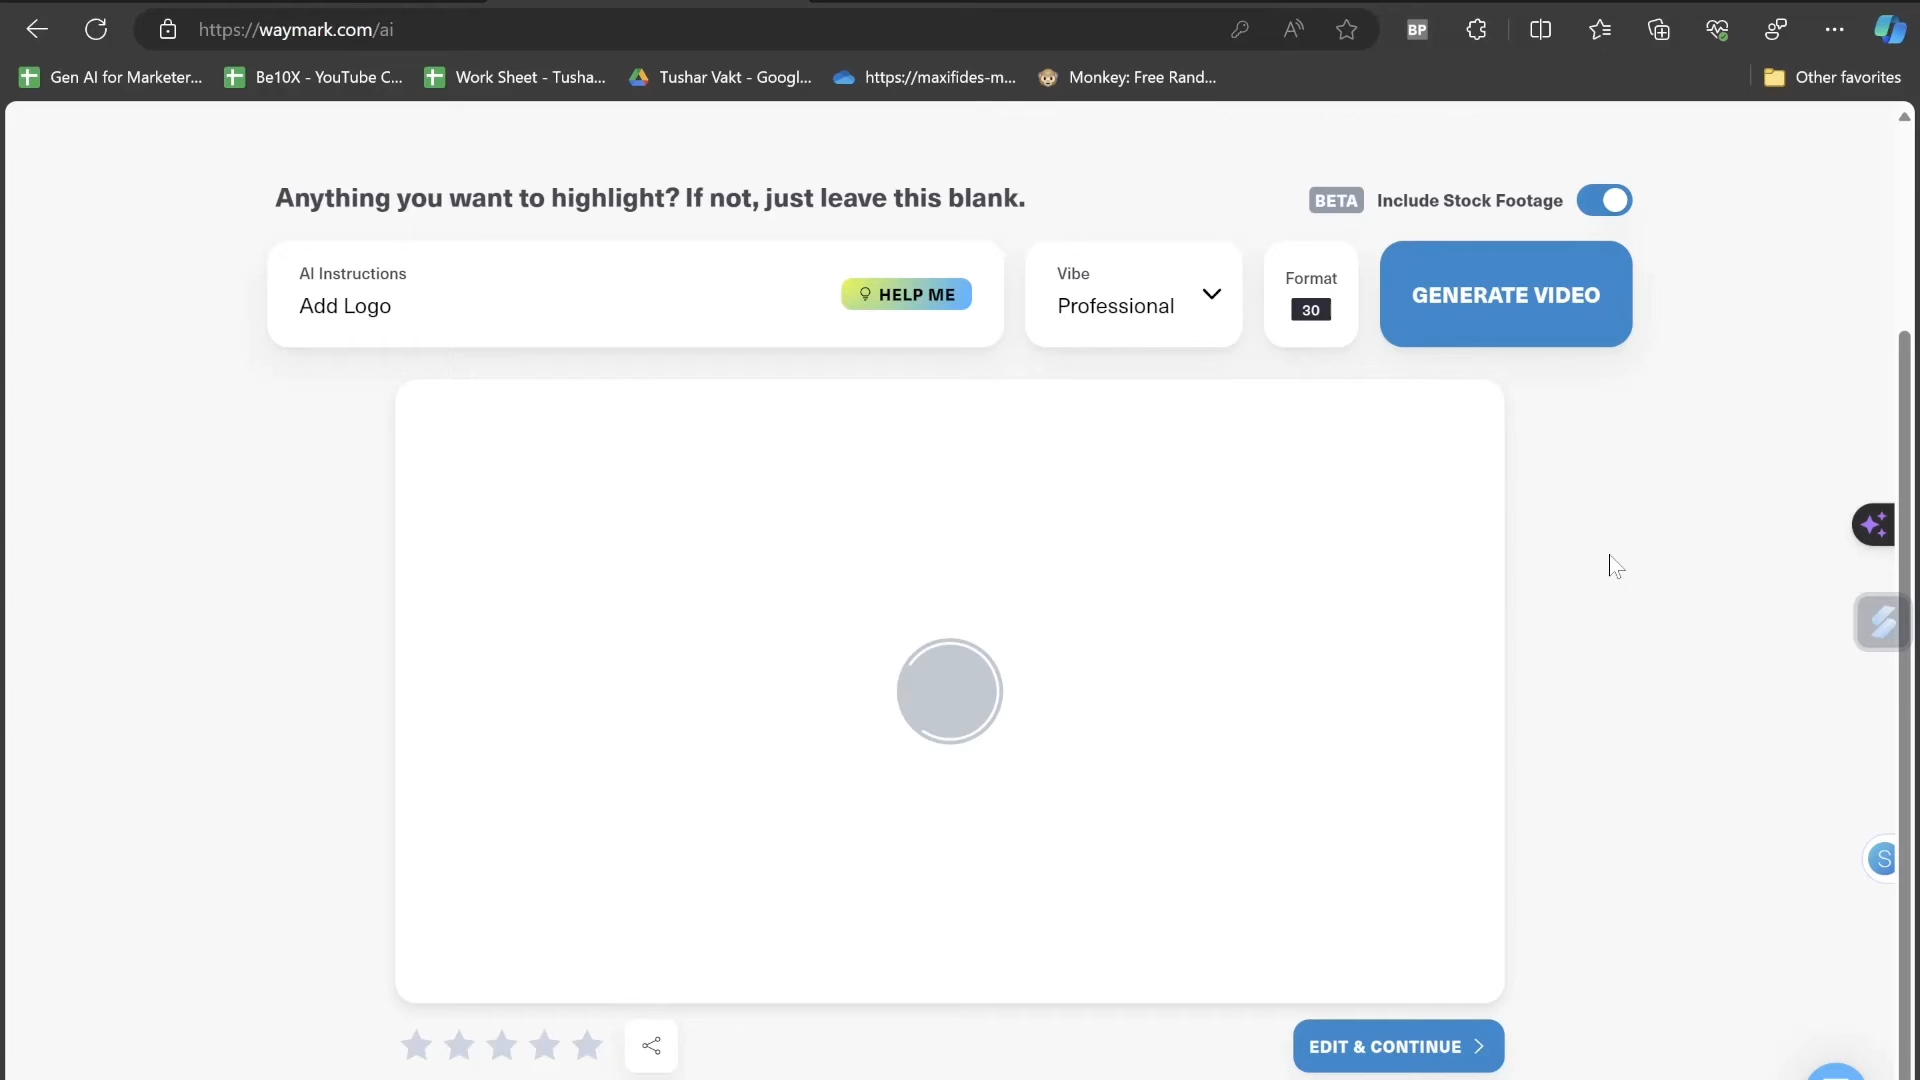 https://waymark.com/ai
BP
Gen AI for Marketer...
Be10X - YouTube C...
Work Sheet - Tusha...
Tushar Vakt - Googl...
https://maxifides-m...
Monkey: Free Rand...
Other favorites
Anything you want to highlight? If not, just leave this blank.
BETA
Include Stock Footage
AI Instructions
Add Logo
HELP ME
Vibe
Professional
Format
30
GENERATE VIDEO
S
EDIT & CONTINUE